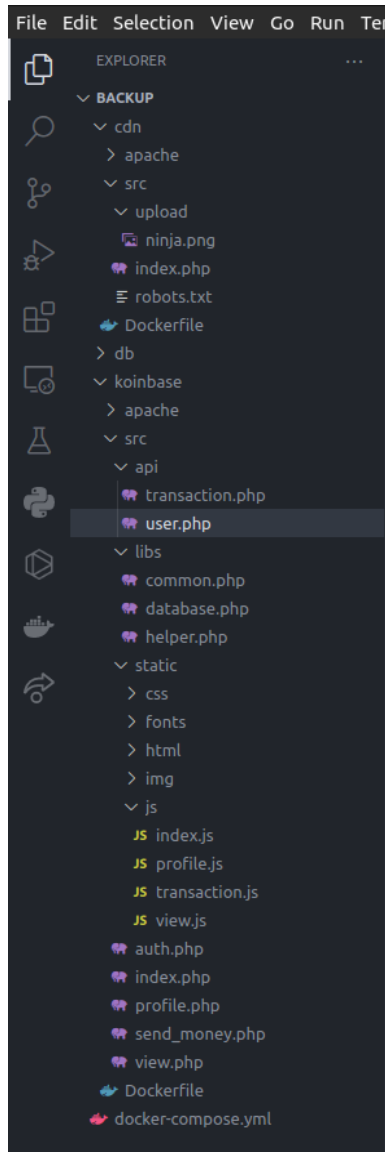 File Edit Selection View Go Run Ter
EXPLORER ...
BACKUP
cdn
apache
src
upload
ninja.png
index.php
robots.txt
Dockerfile
db
koinbase
apache
src
api
transaction.php
user.php
libs
common.php
database.php
helper.php
static
css
fonts
html
img
js
JS index.js
JS profile.js
JS transaction.js
JS view.js
auth.php
index.php
profile.php
send_money.php
view.php
Dockerfile
docker-compose.yml